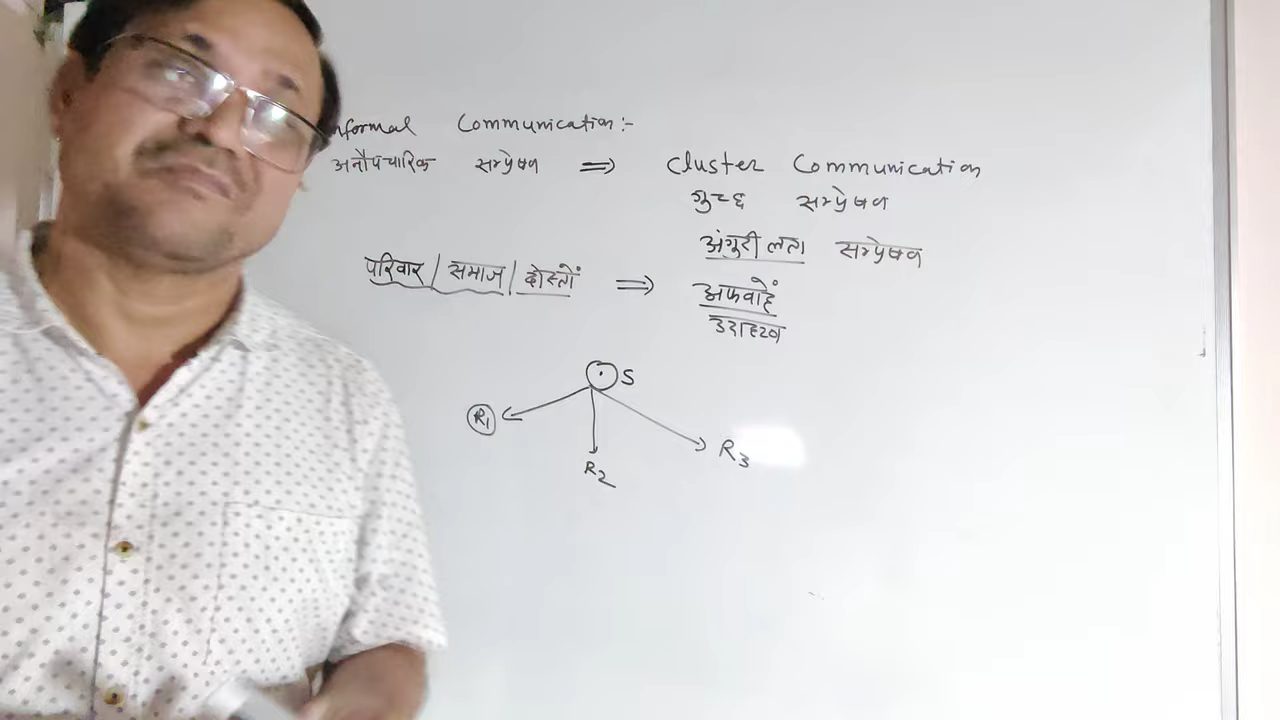 nformal Communication:-
अनौपचारिक सम्प्रेषण ⇒ Cluster Communication
गुच्छ सम्प्रेषण
अंगुरी लता सम्प्रेषण
परिवार / समाज / दोस्तों ⇒ अफवाहें
उदाहरण
S
R1
R2
R3